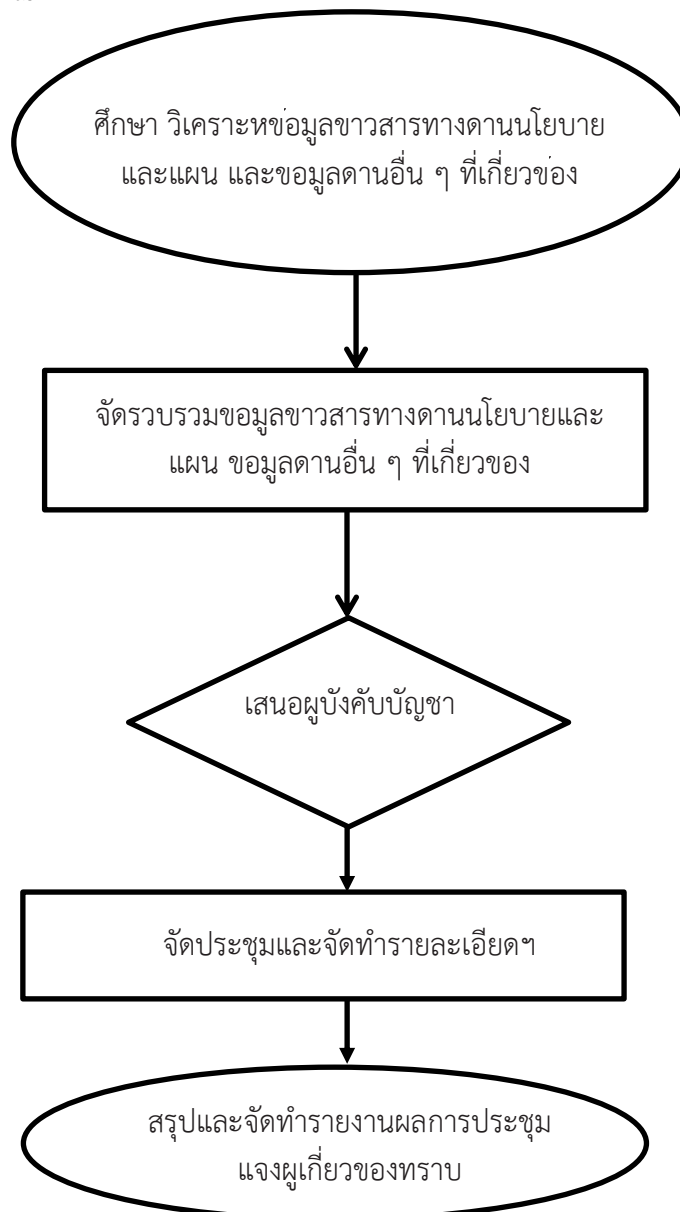 ศึกษา วิเคราะหข่อมูลขาวสารทางดานนโยบาย
และแผน และขอมูลดานอื่น ๆ ที่เกี่ยวข่อง
จัดรวบรวมขอมูลขาวสารทางดานนโยบายและ
แผน ขอมูลดานอื่น ๆ ที่เกี่ยวของ
เสนอผูบังคับบัญชา
จัดประชุมและจัดทำรายละเอียดฯ
สรุปและจัดทำรายงานผลการประชุม
แจงผูเกี่ยวของทราบ